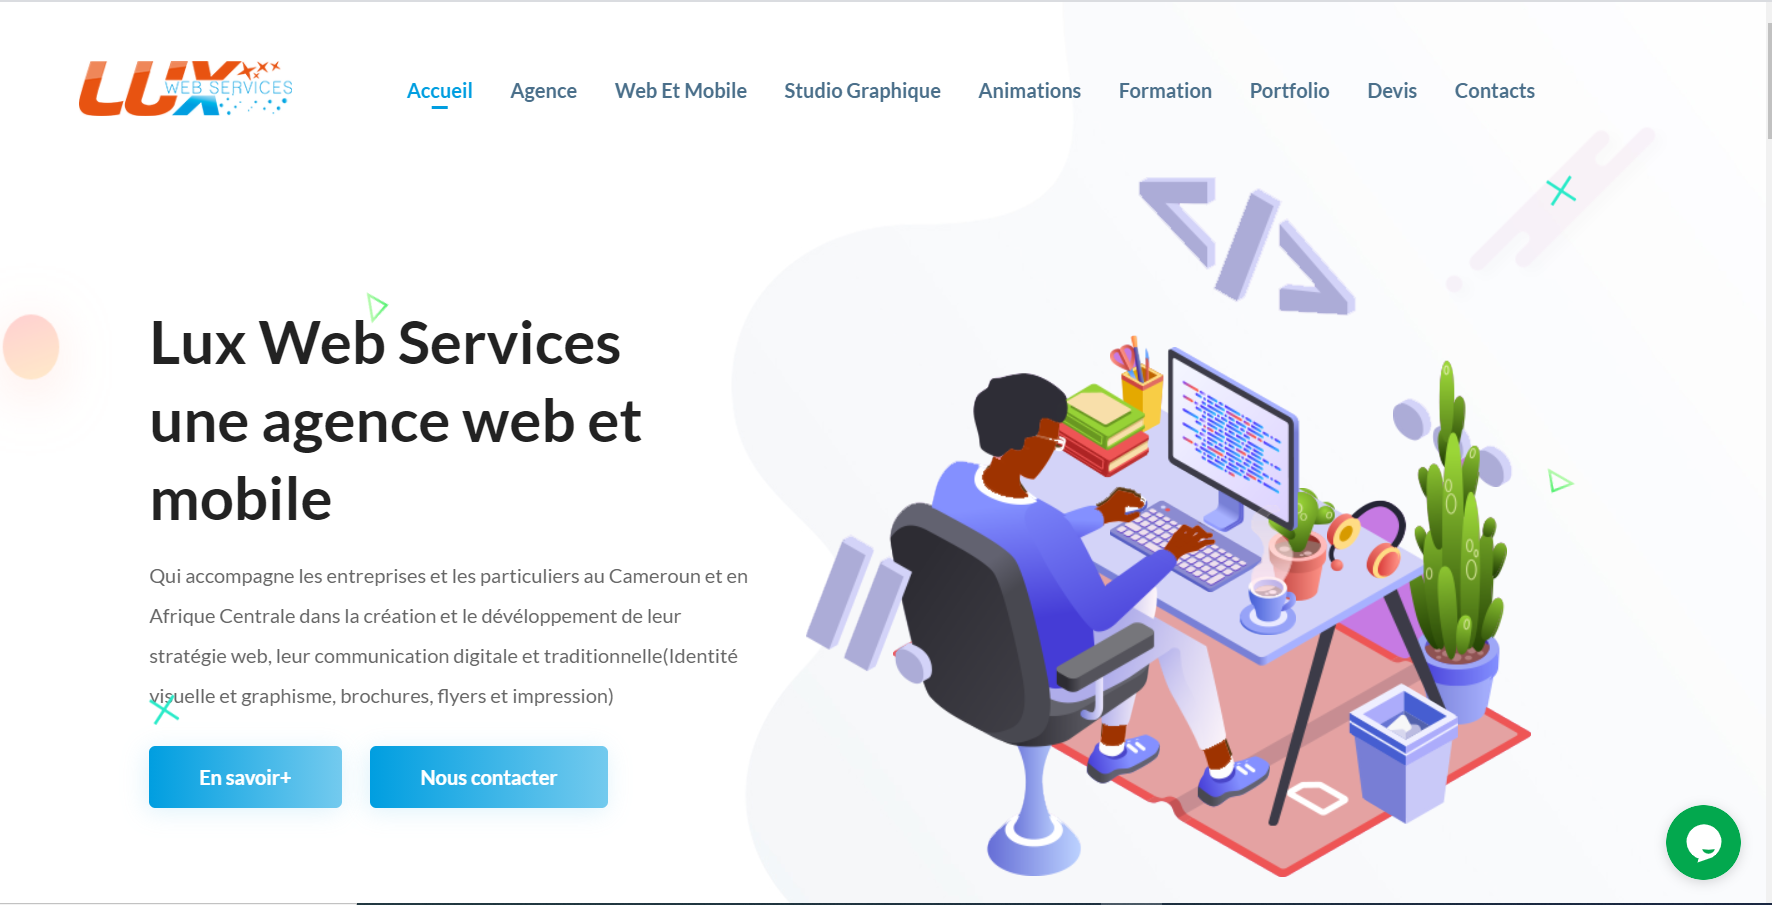 LUX
WEB SERVICES
Accueil Agence Web Et Mobile Studio Graphique Animations Formation Portfolio Devis Contacts
Lux Web Services
une agence web et
mobile
Qui accompagne les entreprises et les particuliers au Cameroun et en
Afrique Centrale dans la création et le dévéloppement de leur
stratégie web, leur communication digitale et traditionnelle(Identité
visuelle et graphisme, brochures, flyers et impression)
En savoir+ Nous contacter